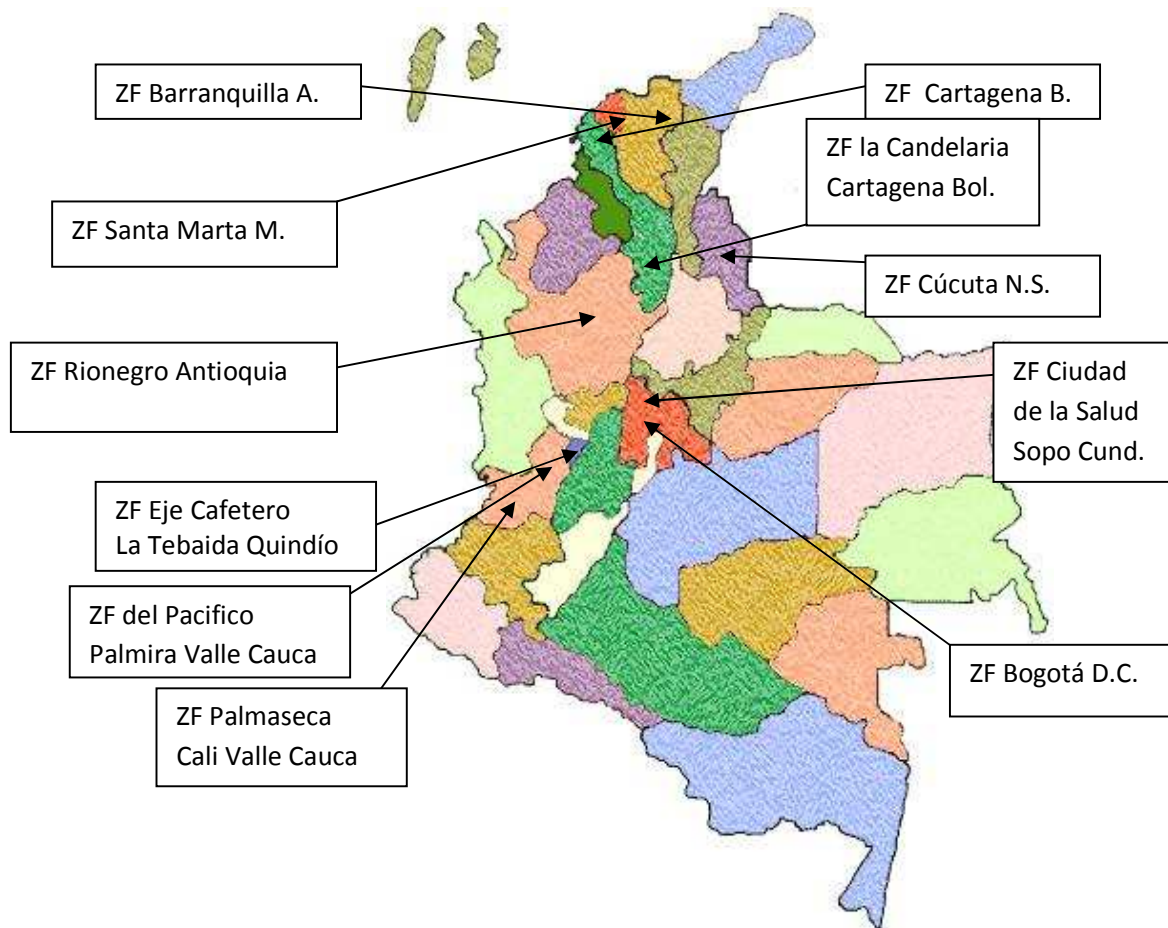 ZF Barranquilla A.
ZF Cartagena B.
ZF la Candelaria
Cartagena Bol.
ZF Santa Marta M.
ZF Cúcuta N.S.
ZF Rionegro Antioquia
ZF Ciudad
de la Salud
Sopo Cund.
ZF Eje Cafetero
La Tebaida Quindío
ZF del Pacifico
Palmira Valle Cauca
ZF Bogotá D.C.
ZF Palmaseca
Cali Valle Cauca